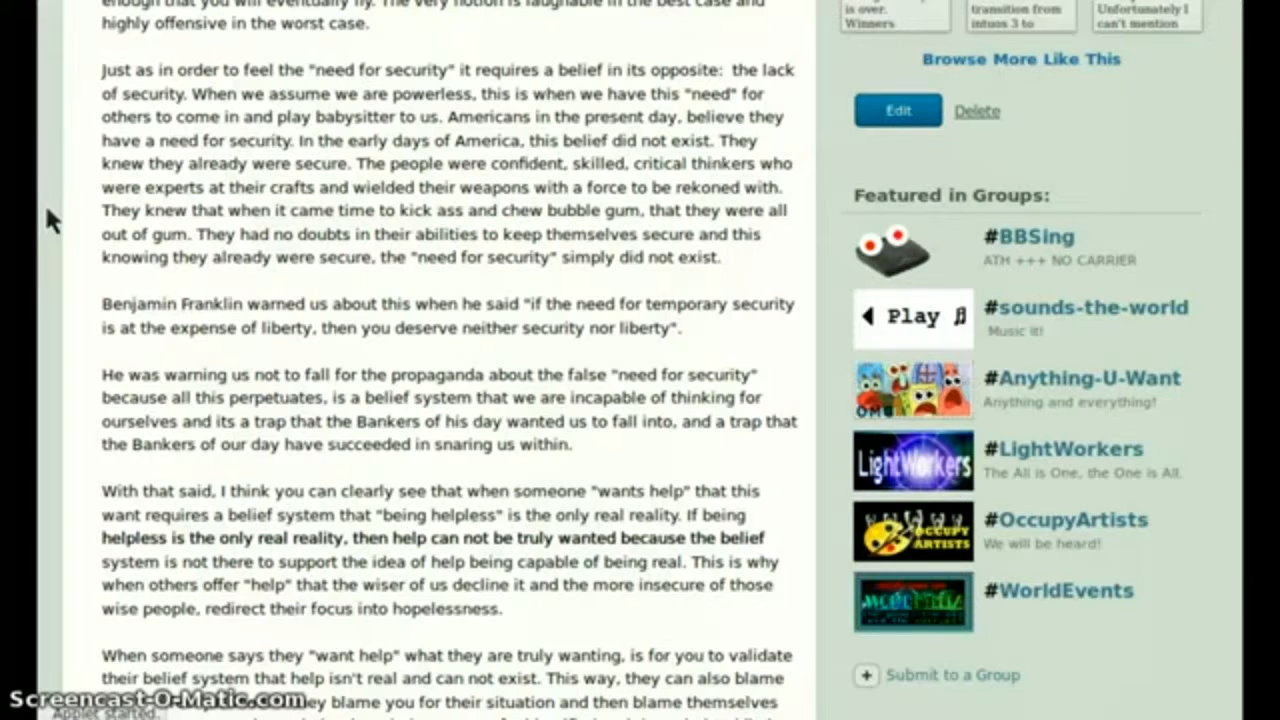 enough that you will eventually fly. The very notion is laughable in the best case and
highly offensive in the worst case.
Just as in order to feel the "need for security" it requires a belief in its opposite: the lack
of security. When we assume we are powerless, this is when we have this "need" for
others to come in and play babysitter to us. Americans in the present day, believe they
have a need for security. In the early days of America, this belief did not exist. They
knew they already were secure. The people were confident, skilled, critical thinkers who
were experts at their crafts and wielded their weapons with a force to be rekoned with.
They knew that when it came time to kick ass and chew bubble gum, that they were all
out of gum. They had no doubts in their abilities to keep themselves secure and this
knowing they already were secure, the "need for security" simply did not exist.
Benjamin Franklin warned us about this when he said "if the need for temporary security
is at the expense of liberty, then you deserve neither security nor liberty".
He was warning us not to fall for the propaganda about the false "need for security"
because all this perpetuates, is a belief system that we are incapable of thinking for
ourselves and its a trap that the Bankers of his day wanted us to fall into, and a trap that
the Bankers of our day have succeeded in snaring us within.
With that said, I think you can clearly see that when someone "wants help" that this
want requires a belief system that "being helpless" is the only real reality. If being
helpless is the only real reality, then help can not be truly wanted because the belief
system is not there to support the idea of help being capable of being real. This is why
when others offer "help" that the wiser of us decline it and the more insecure of those
wise people, redirect their focus into hopelessness.
When someone says they "want help" what they are truly wanting, is for you to validate
their belief system that help isn't real and can not exist. This way, they can also blame
they blame you for their situation and then blame themselves
is over.
Winners
transition from
intuos 3 to
Unfortunately I
can't mention
Browse More Like This
Edit
Delete
Featured in Groups:
#BBSing
ATH +++ NO CARRIER
Play
#sounds-the-world
Music it!
OMG
#Anything-U-Want
Anything and everything!
LightWorkers
#LightWorkers
The All is One, the One is All.
OCCUPY
ARTISTS
#OccupyArtists
We will be heard!
#WorldEvents
+ Submit to a Group
Screencast-O-Matic.com
Applet started.